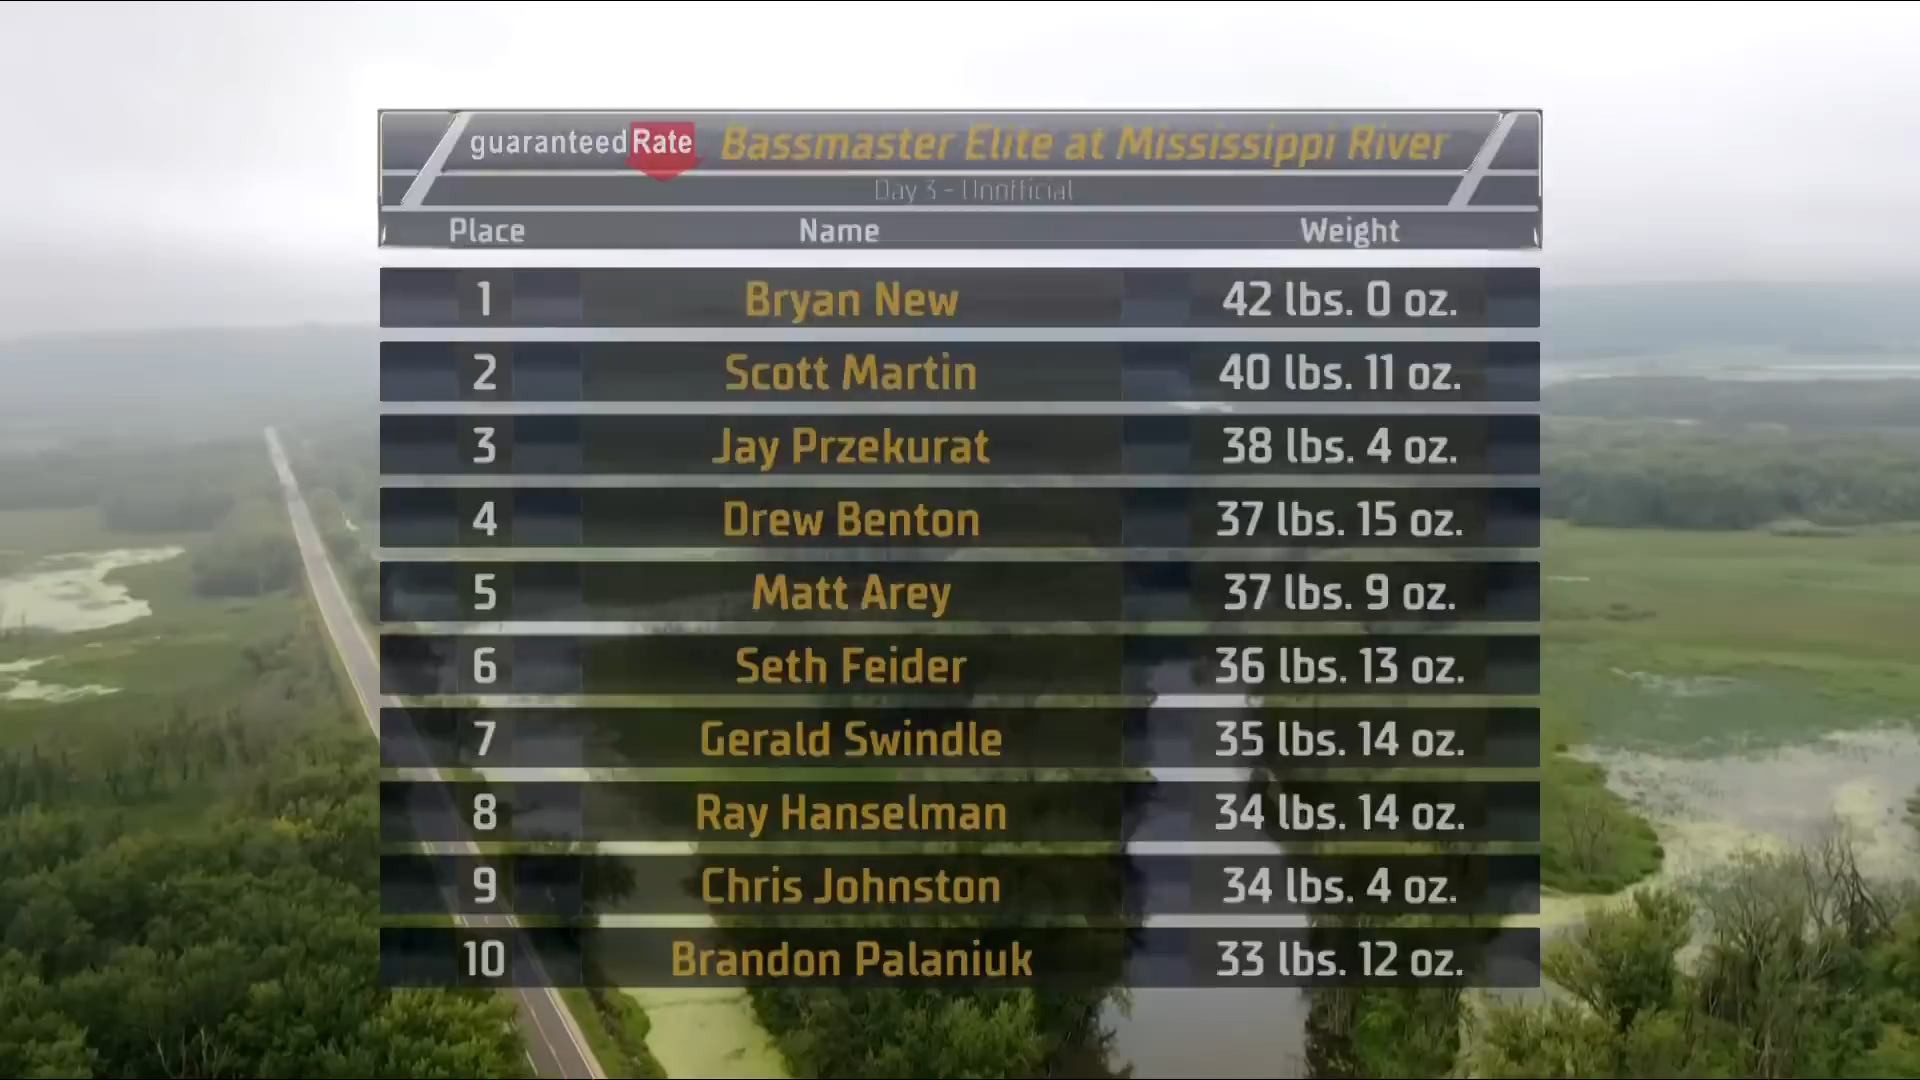 guaranteedRate Bassmaster Elite at Mississippi River
Day 3 - Unofficial
Place Name Weight
1 Bryan New 42 lbs. 0 oz.
2 Scott Martin 40 lbs. 11 oz.
3 Jay Przekurat 38 lbs. 4 oz.
4 Drew Benton 37 lbs. 15 oz.
5 Matt Arey 37 lbs. 9 oz.
6 Seth Feider 36 lbs. 13 oz.
7 Gerald Swindle 35 lbs. 14 oz.
8 Ray Hanselman 34 lbs. 14 oz.
9 Chris Johnston 34 lbs. 4 oz.
10 Brandon Palaniuk 33 lbs. 12 oz.